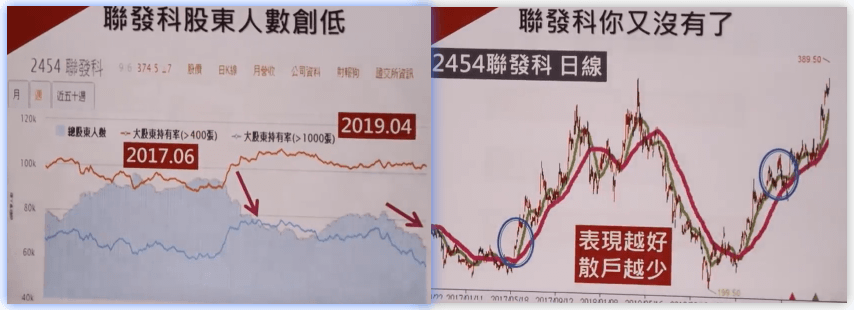 聯發科股東人數創低
2454 聯發科
374.5
股價 日K線 月營收 公司資料 財報狗 證交所資訊
月 週 近五十週
總股東人數 大股東持有率(>400張) 大股東持有率(>1000張)
2017.06
2019.04
120k
100k
80k
60k
40k
聯發科你又沒有了
2454聯發科 日線
389.50
表現越好
散戶越少
199.50
2017/01/11 2017/05/18 2017/09/13